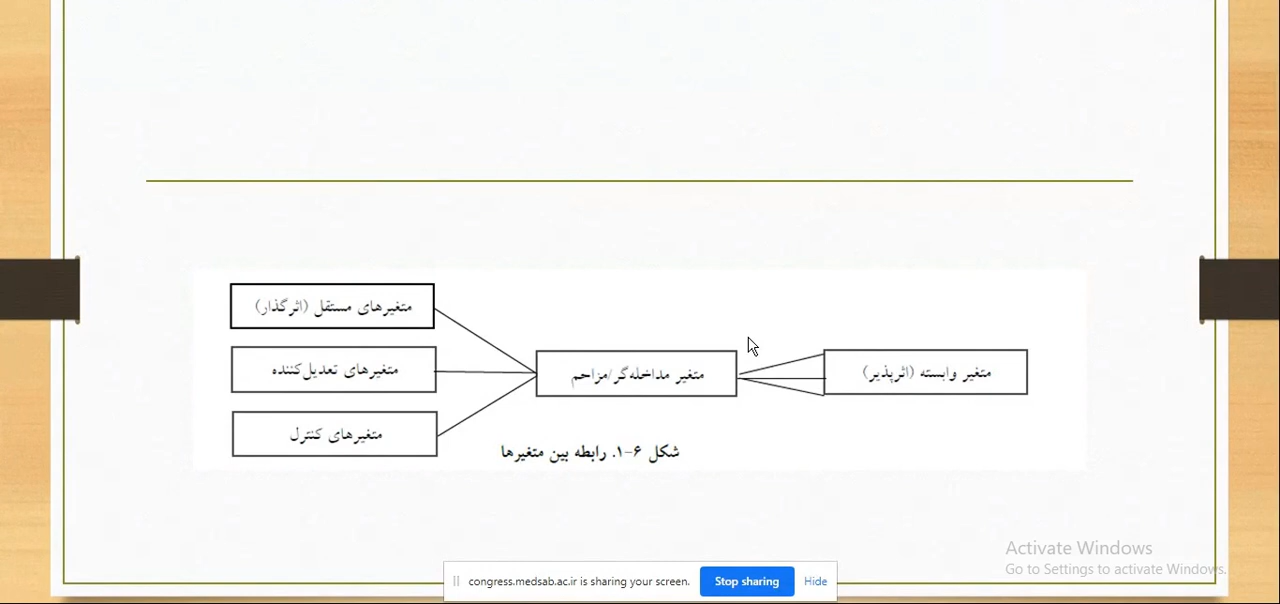 متغیرهای مستقل (اثرگذار)
متغیرهای تعدیل‌کننده
متغیرهای کنترل
متغیر مداخله‌گر/مزاحم
متغیر وابسته (اثرپذیر)
شکل ۶-۱. رابطه بین متغیرها
Activate Windows
Go to Settings to activate Windows.
congress.medsab.ac.ir is sharing your screen.
Stop sharing
Hide